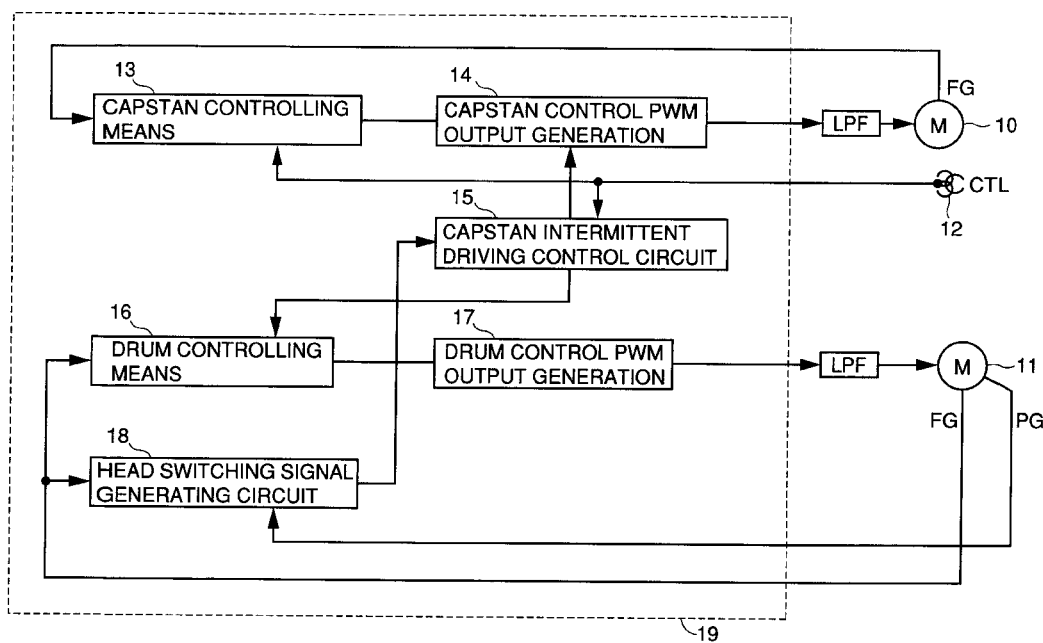 13
CAPSTAN CONTROLLING
MEANS
14
CAPSTAN CONTROL PWM
OUTPUT GENERATION
LPF
FG
M
10
CTL
12
15
CAPSTAN INTERMITTENT
DRIVING CONTROL CIRCUIT
16
DRUM CONTROLLING
MEANS
17
DRUM CONTROL PWM
OUTPUT GENERATION
LPF
M
11
FG
PG
18
HEAD SWITCHING SIGNAL
GENERATING CIRCUIT
19